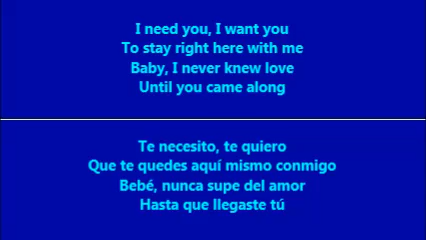 I need you, I want you
To stay right here with me
Baby, I never knew love
Until you came along
Te necesito, te quiero
Que te quedes aquí mismo conmigo
Bebé, nunca supe del amor
Hasta que llegaste tú